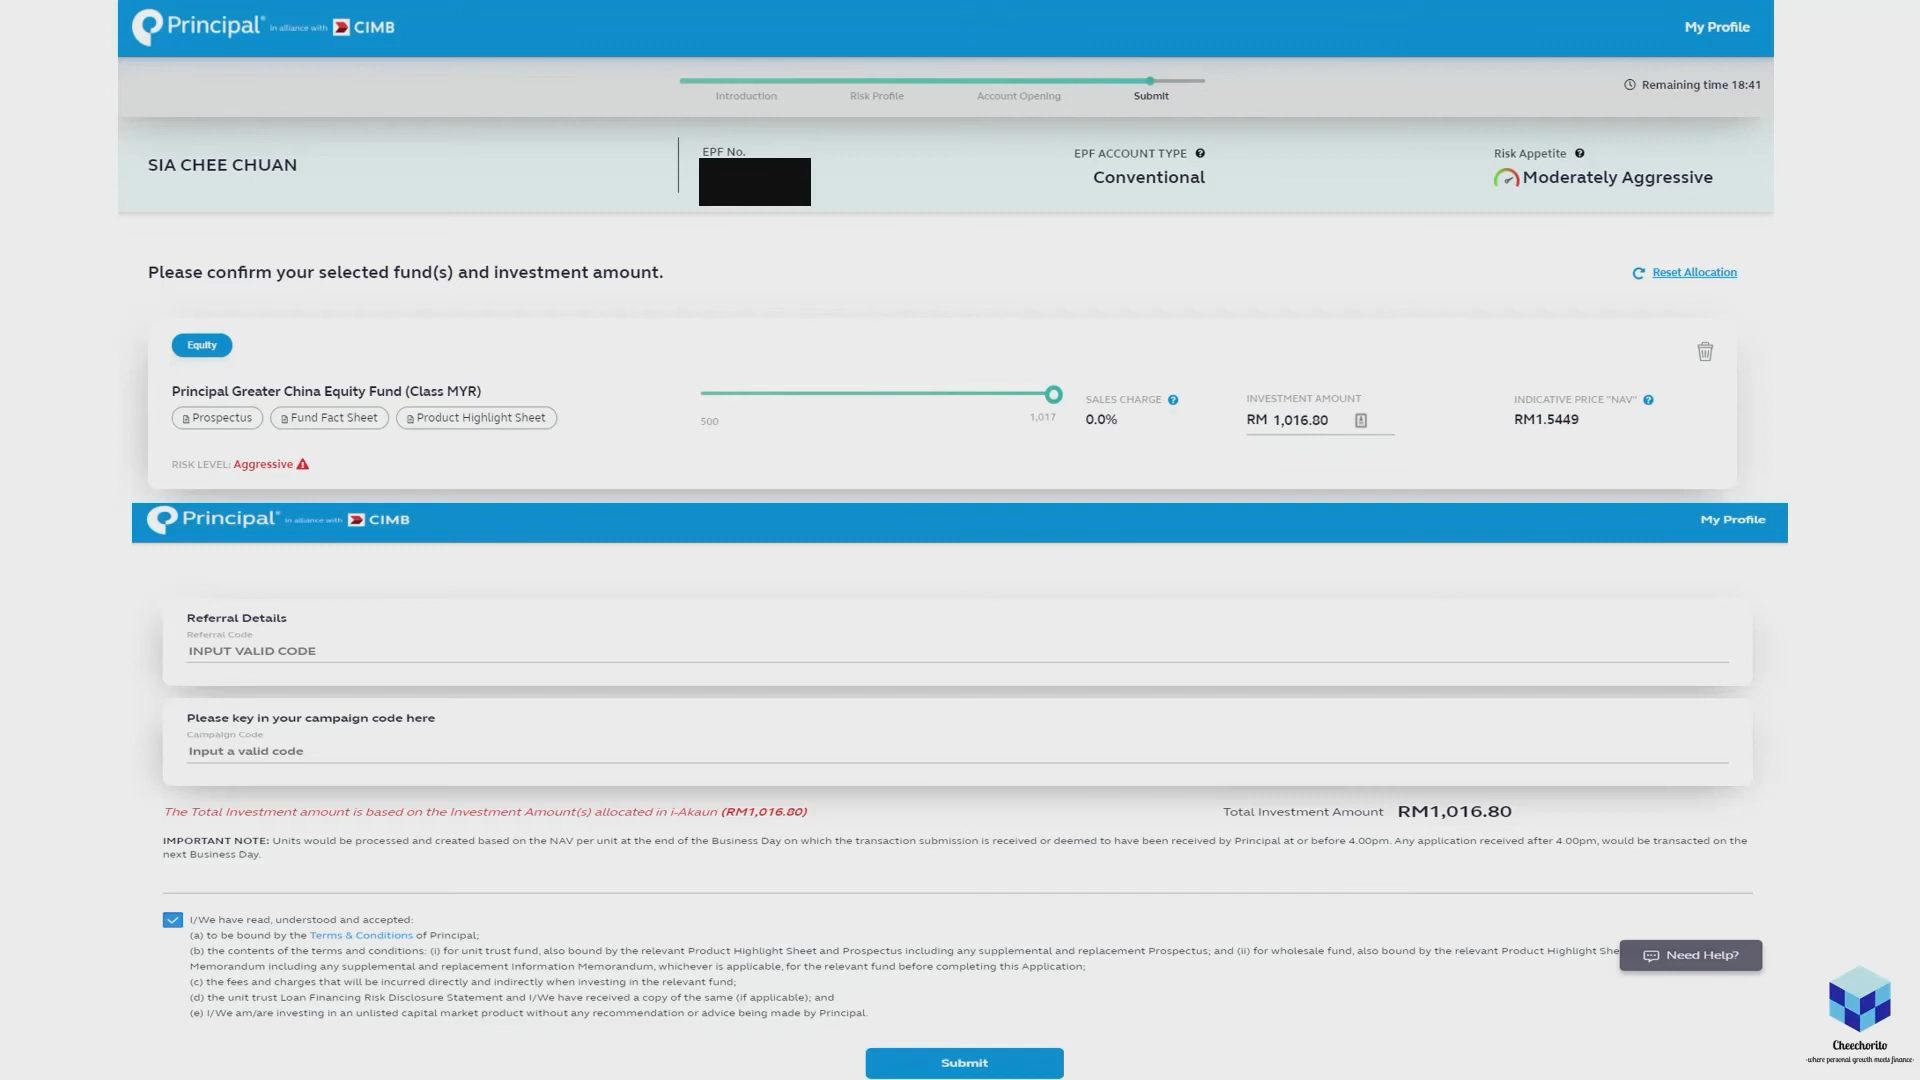 Principal® in alliance with CIMB
My Profile
Introduction
Risk Profile
Account Opening
Submit
Remaining time 18:41
SIA CHEE CHUAN
EPF No.
EPF ACCOUNT TYPE
Conventional
Risk Appetite
Moderately Aggressive
Please confirm your selected fund(s) and investment amount.
Reset Allocation
Equity
Principal Greater China Equity Fund (Class MYR)
Prospectus
Fund Fact Sheet
Product Highlight Sheet
500
1,017
SALES CHARGE
0.0%
INVESTMENT AMOUNT
RM 1,016.80
INDICATIVE PRICE "NAV"
RM1.5449
RISK LEVEL: Aggressive
Principal® in alliance with CIMB
My Profile
Referral Details
Referral Code
INPUT VALID CODE
Please key in your campaign code here
Campaign Code
Input a valid code
The Total Investment amount is based on the Investment Amount(s) allocated in i-Akaun (RM1,016.80)
Total Investment Amount RM1,016.80
IMPORTANT NOTE: Units would be processed and created based on the NAV per unit at the end of the Business Day on which the transaction submission is received or deemed to have been received by Principal at or before 4.00pm. Any application received after 4.00pm, would be transacted on the
next Business Day.
I/We have read, understood and accepted:
(a) to be bound by the Terms & Conditions of Principal;
(b) the contents of the terms and conditions: (i) for unit trust fund, also bound by the relevant Product Highlight Sheet and Prospectus including any supplemental and replacement Prospectus; and (ii) for wholesale fund, also bound by the relevant Product Highlight She
Memorandum including any supplemental and replacement Information Memorandum, whichever is applicable, for the relevant fund before completing this Application;
(c) the fees and charges that will be incurred directly and indirectly when investing in the relevant fund;
(d) the unit trust Loan Financing Risk Disclosure Statement and I/We have received a copy of the same (if applicable); and
(e) I/We am/are investing in an unlisted capital market product without any recommendation or advice being made by Principal.
Need Help?
Submit
Cheechorito
-where personal growth meets finance-